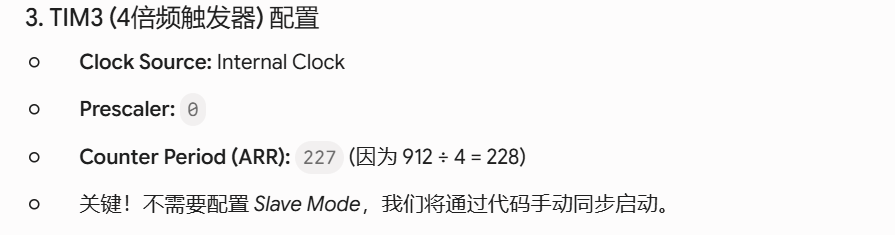 3. TIM3 (4倍频触发器) 配置
Clock Source: Internal Clock
Prescaler: 0
Counter Period (ARR): 227 (因为 912 ÷ 4 = 228)
关键！不需要配置 Slave Mode，我们将通过代码手动同步启动。